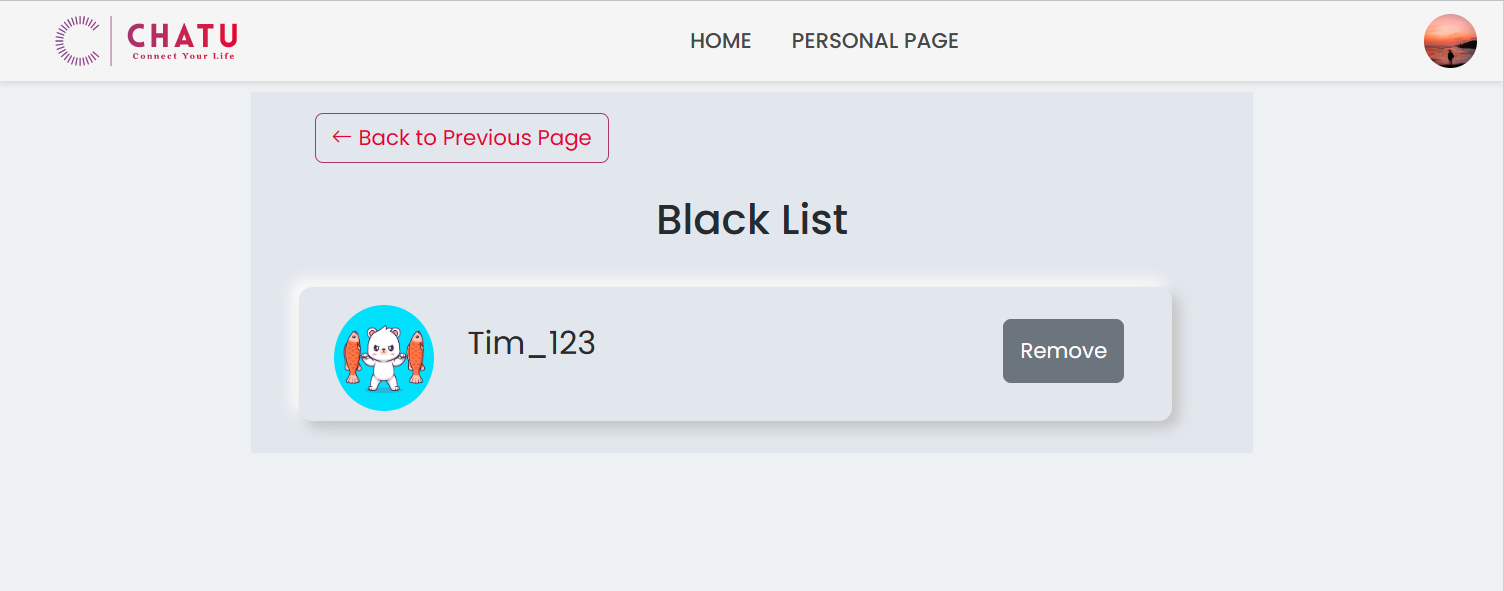 CHATU
Connect Your Life
HOME
PERSONAL PAGE
← Back to Previous Page
Black List
Tim_123
Remove